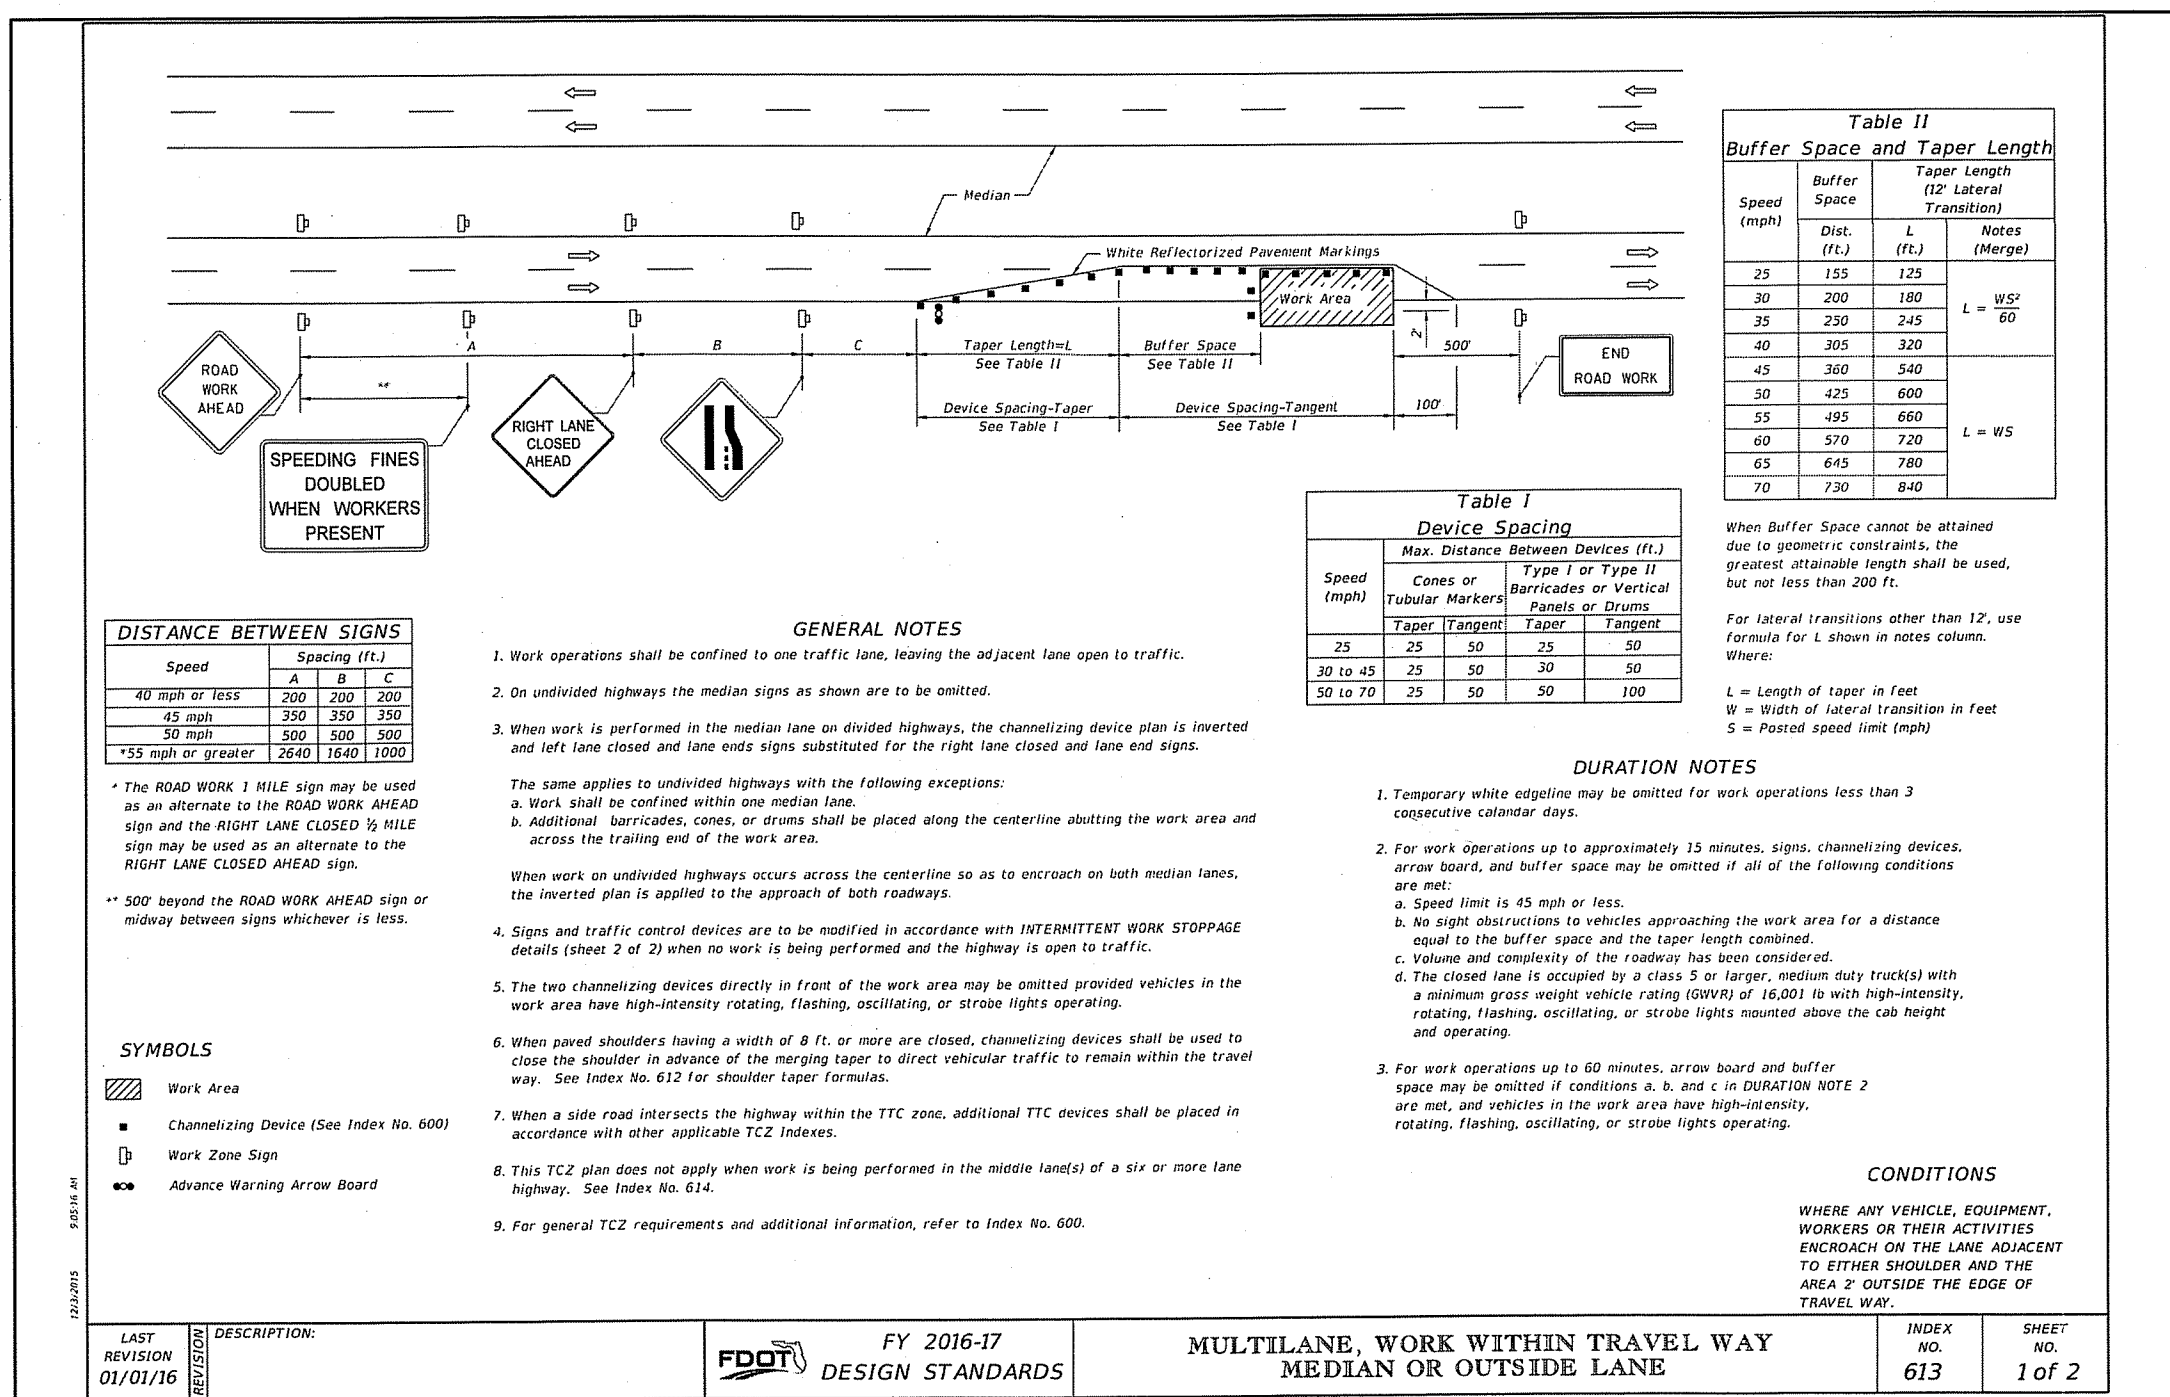 Median
White Reflectorized Pavement Markings
Work Area
A
B
C
Taper Length=L
See Table II
Buffer Space
See Table II
2'
500'
**
Device Spacing-Taper
See Table I
Device Spacing-Tangent
See Table I
100'
ROAD
WORK
AHEAD
SPEEDING FINES
DOUBLED
WHEN WORKERS
PRESENT
RIGHT LANE
CLOSED
AHEAD
END
ROAD WORK
Table II
Buffer Space and Taper Length
Speed
(mph)
Buffer
Space
Taper Length
(12' Lateral
Transition)
Dist.
(ft.)
L
(ft.)
Notes
(Merge)
25 155 125
30 200 180
35 250 245
40 305 320
L = WS²
60
45 360 540
50 425 600
55 495 660
60 570 720
65 645 780
70 730 840
L = WS
When Buffer Space cannot be attained
due to geometric constraints, the
greatest attainable length shall be used,
but not less than 200 ft.
For lateral transitions other than 12', use
formula for L shown in notes column.
Where:
L = Length of taper in feet
W = Width of lateral transition in feet
S = Posted speed limit (mph)
Table I
Device Spacing
Speed
(mph)
Max. Distance Between Devices (ft.)
Cones or
Tubular Markers
Type I or Type II
Barricades or Vertical
Panels or Drums
Taper Tangent Taper Tangent
25 25 50 25 50
30 to 45 25 50 30 50
50 to 70 25 50 50 100
DISTANCE BETWEEN SIGNS
Speed
Spacing (ft.)
A B C
40 mph or less 200 200 200
45 mph 350 350 350
50 mph 500 500 500
*55 mph or greater 2640 1640 1000
* The ROAD WORK 1 MILE sign may be used
as an alternate to the ROAD WORK AHEAD
sign and the RIGHT LANE CLOSED ½ MILE
sign may be used as an alternate to the
RIGHT LANE CLOSED AHEAD sign.
** 500' beyond the ROAD WORK AHEAD sign or
midway between signs whichever is less.
SYMBOLS
Work Area
Channelizing Device (See Index No. 600)
Work Zone Sign
Advance Warning Arrow Board
GENERAL NOTES
1. Work operations shall be confined to one traffic lane, leaving the adjacent lane open to traffic.
2. On undivided highways the median signs as shown are to be omitted.
3. When work is performed in the median lane on divided highways, the channelizing device plan is inverted
and left lane closed and lane ends signs substituted for the right lane closed and lane end signs.
The same applies to undivided highways with the following exceptions:
a. Work shall be confined within one median lane.
b. Additional barricades, cones, or drums shall be placed along the centerline abutting the work area and
across the trailing end of the work area.
When work on undivided highways occurs across the centerline so as to encroach on both median lanes,
the inverted plan is applied to the approach of both roadways.
4. Signs and traffic control devices are to be modified in accordance with INTERMITTENT WORK STOPPAGE
details (sheet 2 of 2) when no work is being performed and the highway is open to traffic.
5. The two channelizing devices directly in front of the work area may be omitted provided vehicles in the
work area have high-intensity rotating, flashing, oscillating, or strobe lights operating.
6. When paved shoulders having a width of 8 ft. or more are closed, channelizing devices shall be used to
close the shoulder in advance of the merging taper to direct vehicular traffic to remain within the travel
way. See Index No. 612 for shoulder taper formulas.
7. When a side road intersects the highway within the TTC zone, additional TTC devices shall be placed in
accordance with other applicable TCZ Indexes.
8. This TCZ plan does not apply when work is being performed in the middle lane(s) of a six or more lane
highway. See Index No. 614.
9. For general TCZ requirements and additional information, refer to Index No. 600.
DURATION NOTES
1. Temporary white edgeline may be omitted for work operations less than 3
consecutive calandar days.
2. For work operations up to approximately 15 minutes, signs, channelizing devices,
arrow board, and buffer space may be omitted if all of the following conditions
are met:
a. Speed limit is 45 mph or less.
b. No sight obstructions to vehicles approaching the work area for a distance
equal to the buffer space and the taper length combined.
c. Volume and complexity of the roadway has been considered.
d. The closed lane is occupied by a class 5 or larger, medium duty truck(s) with
a minimum gross weight vehicle rating (GWVR) of 16,001 lb with high-intensity,
rotating, flashing, oscillating, or strobe lights mounted above the cab height
and operating.
3. For work operations up to 60 minutes, arrow board and buffer
space may be omitted if conditions a, b, and c in DURATION NOTE 2
are met, and vehicles in the work area have high-intensity,
rotating, flashing, oscillating, or strobe lights operating.
CONDITIONS
WHERE ANY VEHICLE, EQUIPMENT,
WORKERS OR THEIR ACTIVITIES
ENCROACH ON THE LANE ADJACENT
TO EITHER SHOULDER AND THE
AREA 2' OUTSIDE THE EDGE OF
TRAVEL WAY.
12/3/2015 9:05:16 AM
LAST
REVISION
01/01/16
REVISION
DESCRIPTION:
FDOT
FY 2016-17
DESIGN STANDARDS
MULTILANE, WORK WITHIN TRAVEL WAY
MEDIAN OR OUTSIDE LANE
INDEX
NO.
613
SHEET
NO.
1 of 2